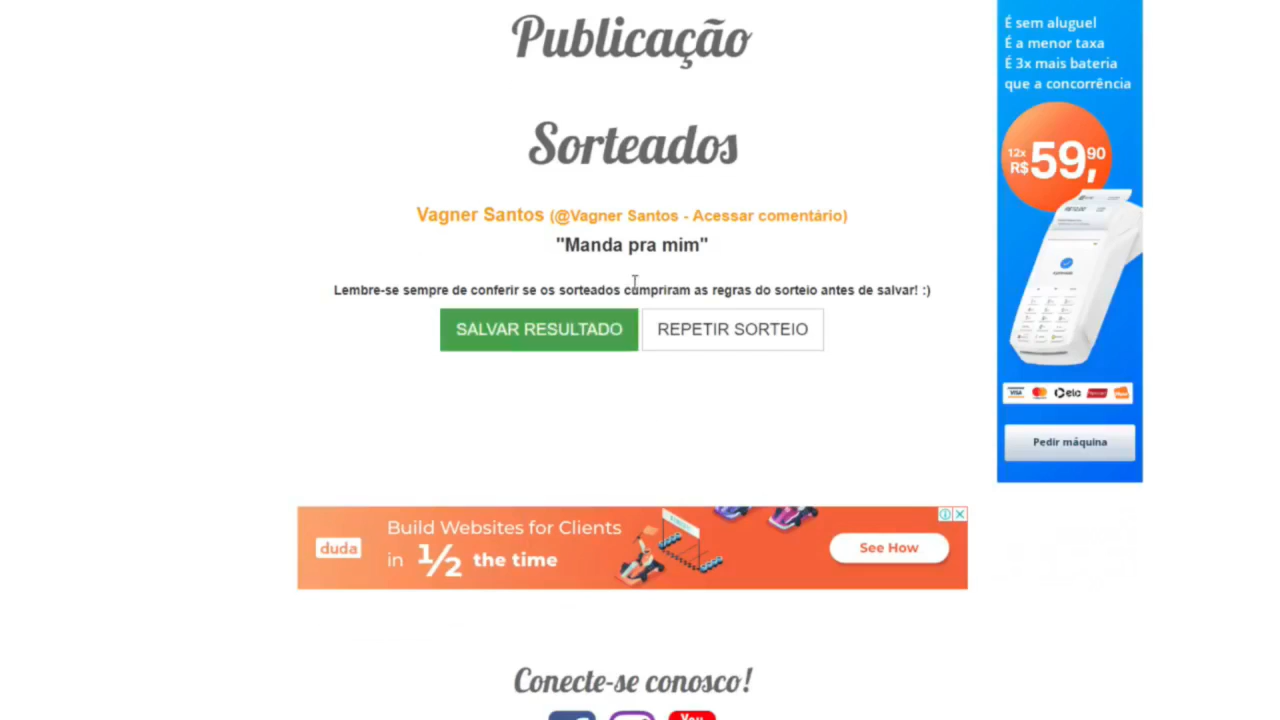 Publicação
Sorteados
Vagner Santos (@Vagner Santos - Acessar comentário)
"Manda pra mim"
Lembre-se sempre de conferir se os sorteados cumpriram as regras do sorteio antes de salvar! :)
SALVAR RESULTADO
REPETIR SORTEIO
É sem aluguel
É a menor taxa
É 3x mais bateria
que a concorrência
12x
R$59,90
VISA
elo
Pedir máquina
duda
Build Websites for Clients
in 1/2 the time
See How
Conecte-se conosco!
You